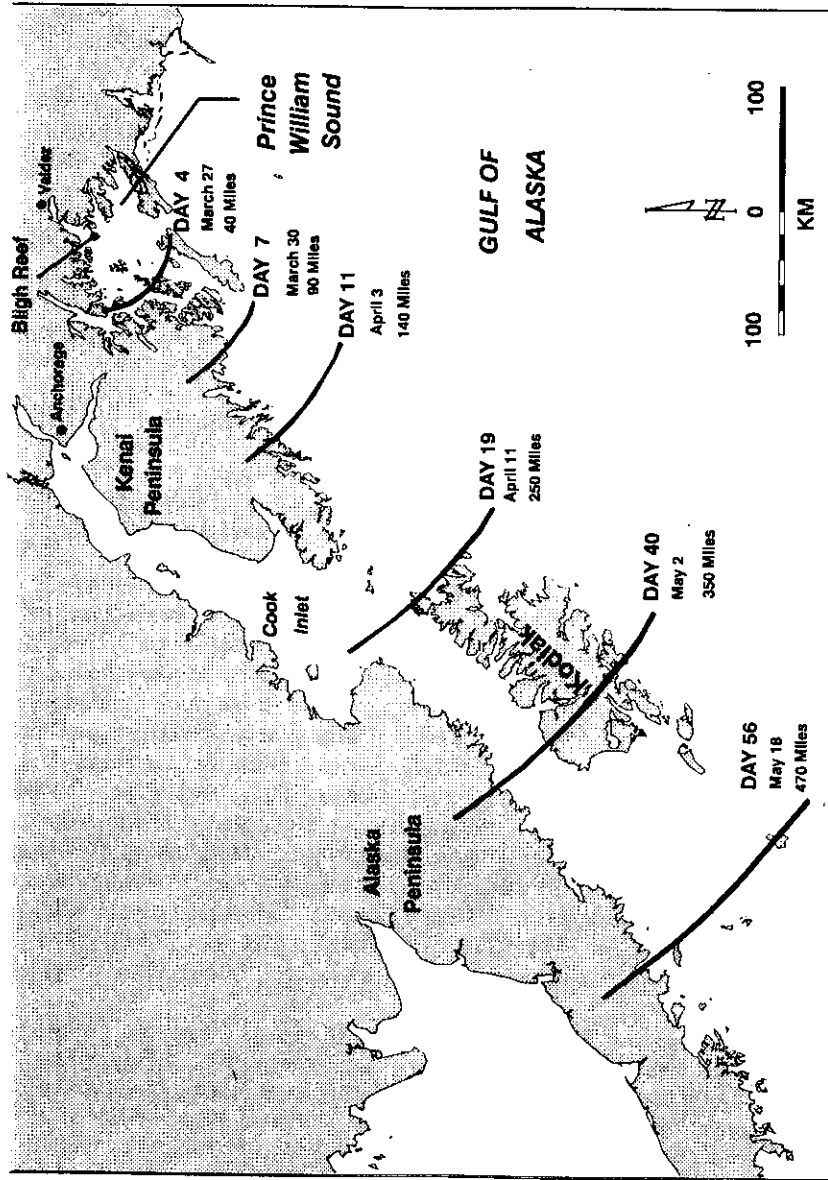 Bligh Reef
Valdez
Anchorage
Prince
William
Sound
DAY 4
March 27
40 Miles
DAY 7
March 30
90 Miles
DAY 11
April 3
140 Miles
Kenai
Peninsula
Cook
Inlet
GULF OF
ALASKA
DAY 19
April 11
250 Miles
Kodiak
DAY 40
May 2
350 Miles
Alaska
Peninsula
DAY 56
May 18
470 Miles
N
100 0 100
KM